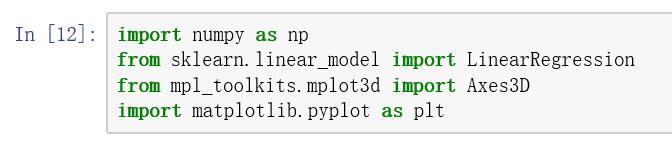 In [12]: import numpy as np
from sklearn.linear_model import LinearRegression
from mpl_toolkits.mplot3d import Axes3D
import matplotlib.pyplot as plt